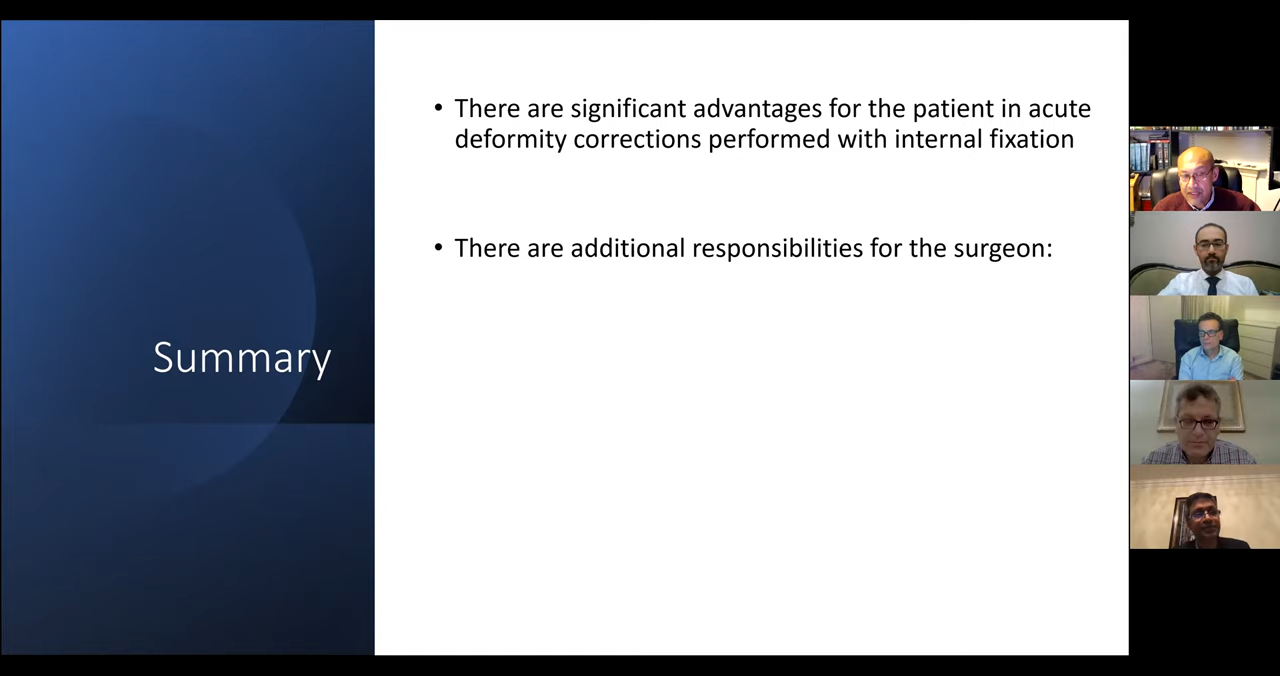 Summary
• There are significant advantages for the patient in acute
deformity corrections performed with internal fixation
• There are additional responsibilities for the surgeon: